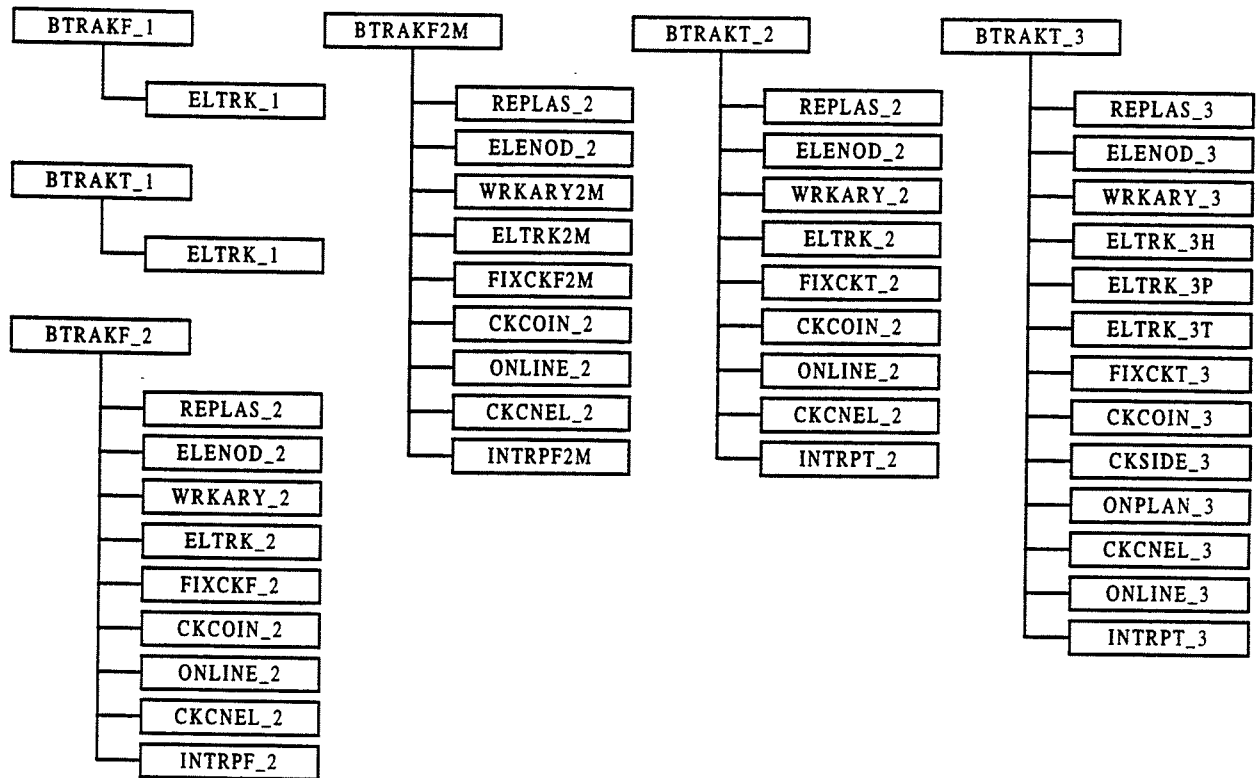 BTRAKF_1
ELTRK_1
BTRAKT_1
ELTRK_1
BTRAKF_2
REPLAS_2
ELENOD_2
WRKARY_2
ELTRK_2
FIXCKF_2
CKCOIN_2
ONLINE_2
CKCNEL_2
INTRPF_2
BTRAKF2M
REPLAS_2
ELENOD_2
WRKARY2M
ELTRK2M
FIXCKF2M
CKCOIN_2
ONLINE_2
CKCNEL_2
INTRPF2M
BTRAKT_2
REPLAS_2
ELENOD_2
WRKARY_2
ELTRK_2
FIXCKT_2
CKCOIN_2
ONLINE_2
CKCNEL_2
INTRPT_2
BTRAKT_3
REPLAS_3
ELENOD_3
WRKARY_3
ELTRK_3H
ELTRK_3P
ELTRK_3T
FIXCKT_3
CKCOIN_3
CKSIDE_3
ONPLAN_3
CKCNEL_3
ONLINE_3
INTRPT_3